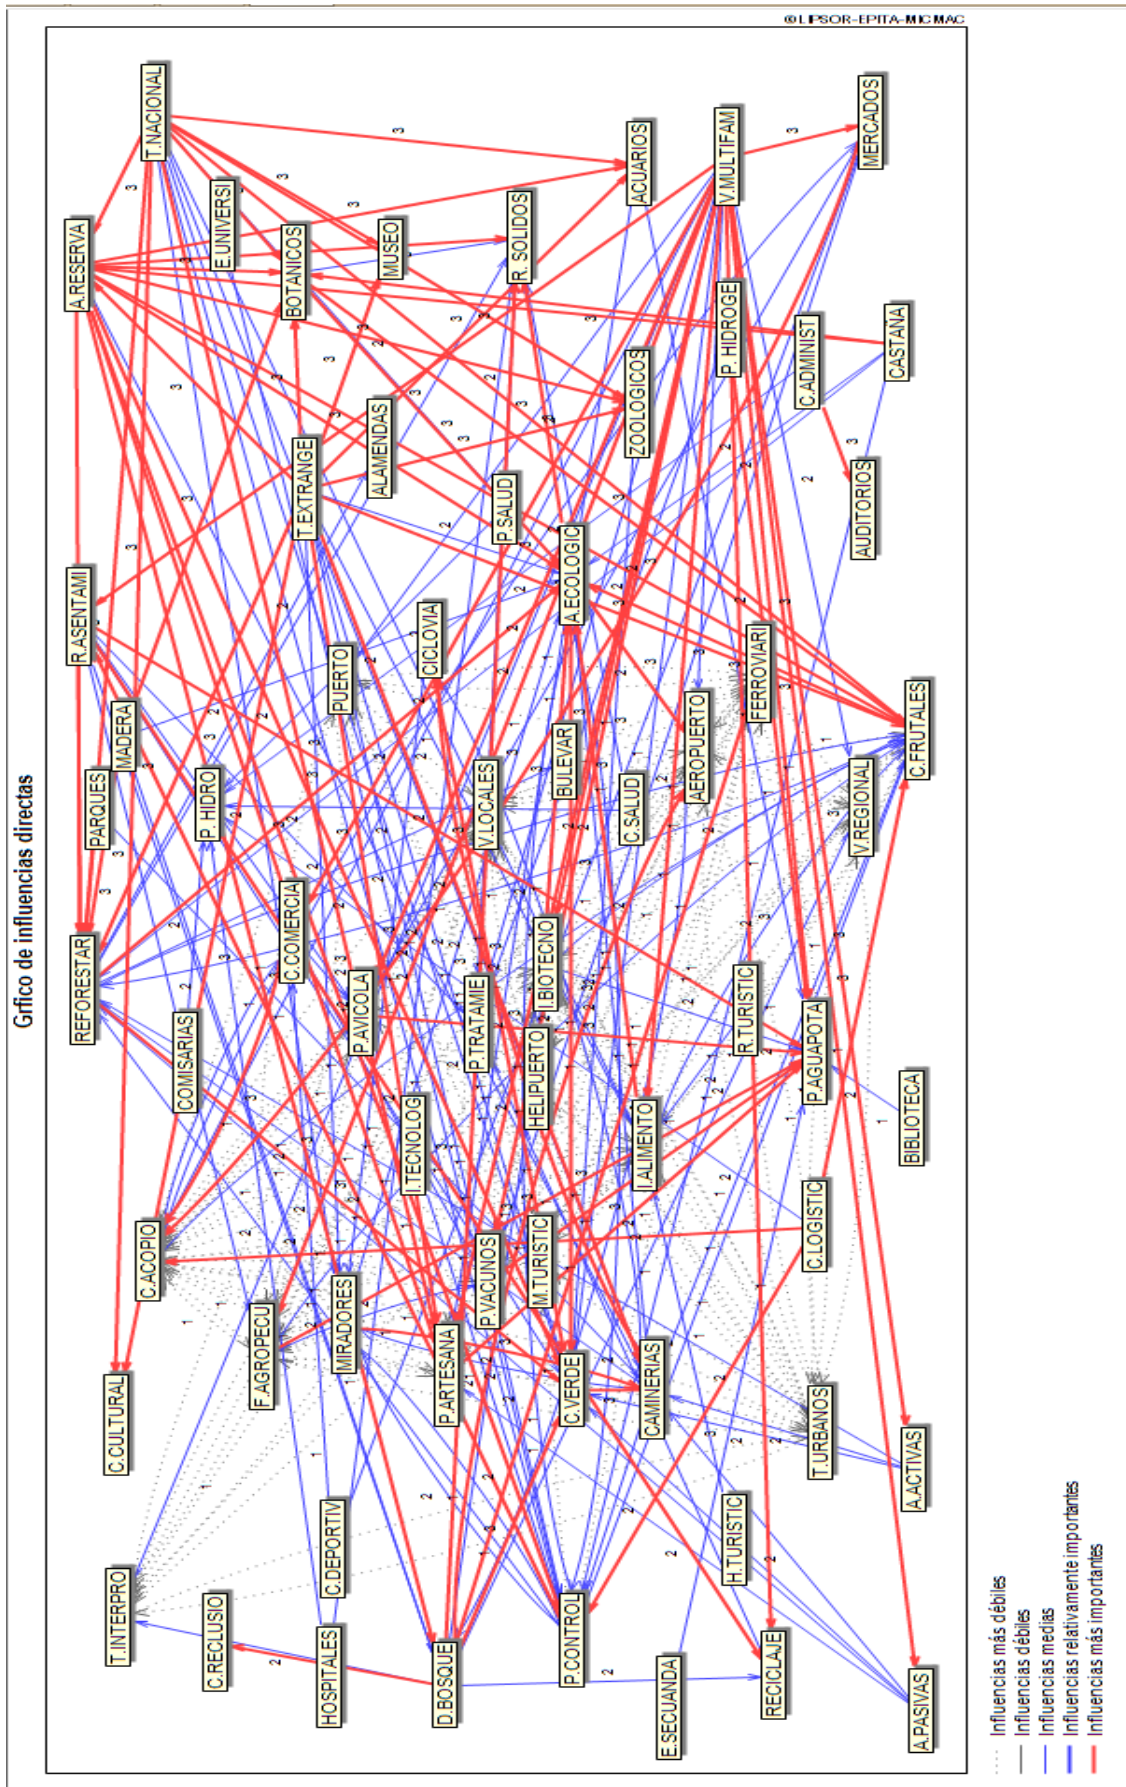 Grfico de influencias directas
© LIPSOR-EPITA-MICMAC
T.INTERPRO
C.CULTURAL
C.ACOPIO
COMISARIAS
REFORESTAR
PARQUES
MADERA
R.ASENTAMI
A.RESERVA
T.NACIONAL
C.RECLUSIO
F.AGROPECU
P. HIDRO
E.UNIVERSI
HOSPITALES
C.DEPORTIV
MIRADORES
C.COMERCIA
P.AVICOLA
PUERTO
T.EXTRANGE
BOTANICOS
D.BOSQUE
P.ARTESANA
I.TECNOLOG
CICLOVIA
ALAMENDAS
MUSEO
P.VACUNOS
P.TRATAMIE
V.LOCALES
P.SALUD
R. SOLIDOS
P.CONTROL
C.VERDE
M.TURISTIC
HELIPUERTO
I.BIOTECNO
BULEVAR
A.ECOLOGIC
E.SECUANDA
CAMINERIAS
I.ALIMENTO
C.SALUD
ZOOLOGICOS
ACUARIOS
RECICLAJE
H.TURISTIC
R.TURISTIC
AEROPUERTO
FERROVIARI
P. HIDROGE
V.MULTIFAM
T.URBANOS
C.LOGISTIC
P.AGUAPOTA
V.REGIONAL
AUDITORIOS
C.ADMINIST
MERCADOS
A.PASIVAS
A.ACTIVAS
BIBLIOTECA
C.FRUTALES
CASTANA
Influencias más débiles
Influencias débiles
Influencias medias
Influencias relativamente importantes
Influencias más importantes